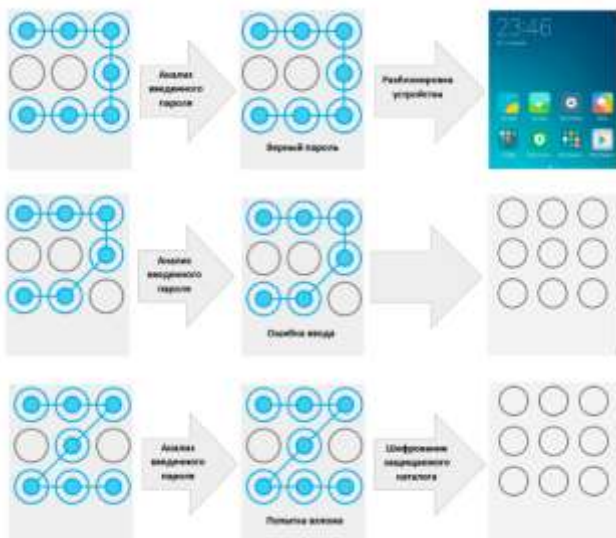 23:46
Анализ
введенного
пароля
Верный пароль
Разблокировка
устройства
Анализ
введенного
пароля
Ошибка ввода
Анализ
введенного
пароля
Попытка взлома
Шифрование
защищенного
каталога